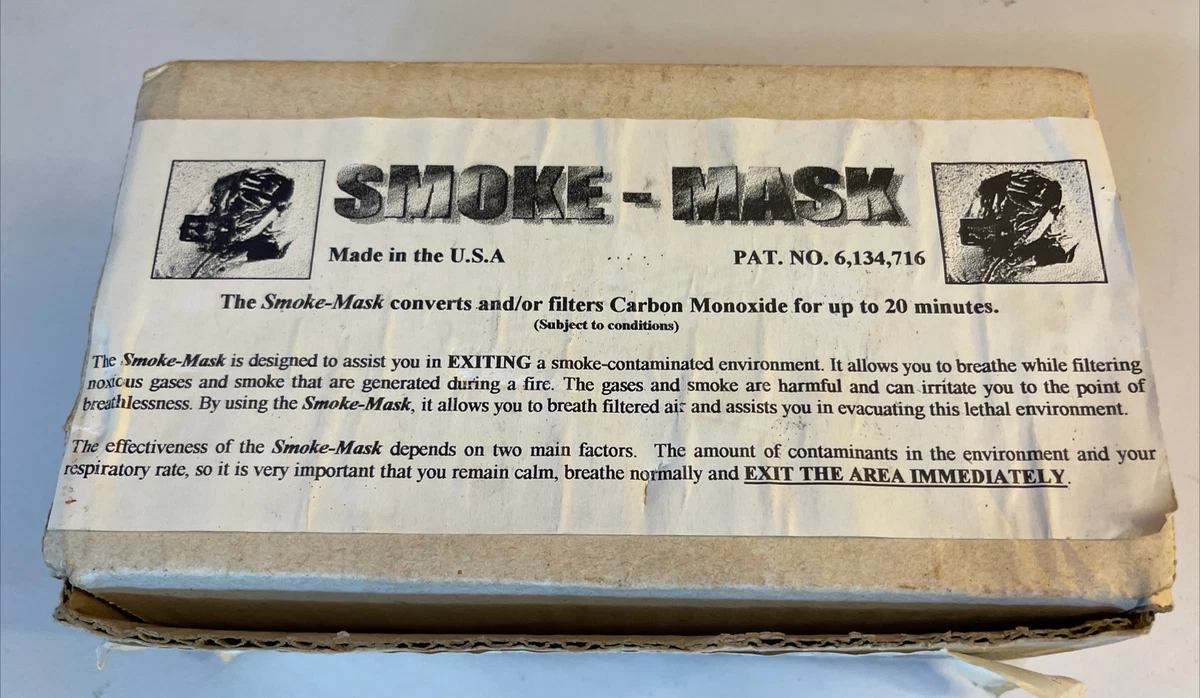 SMOKE - MASK
Made in the U.S.A
PAT. NO. 6,134,716
The Smoke-Mask converts and/or filters Carbon Monoxide for up to 20 minutes.
(Subject to conditions)
The Smoke-Mask is designed to assist you in EXITING a smoke-contaminated environment. It allows you to breathe while filtering
noxious gases and smoke that are generated during a fire. The gases and smoke are harmful and can irritate you to the point of
breathlessness. By using the Smoke-Mask, it allows you to breath filtered air and assists you in evacuating this lethal environment.
The effectiveness of the Smoke-Mask depends on two main factors. The amount of contaminants in the environment and your
respiratory rate, so it is very important that you remain calm, breathe normally and EXIT THE AREA IMMEDIATELY.